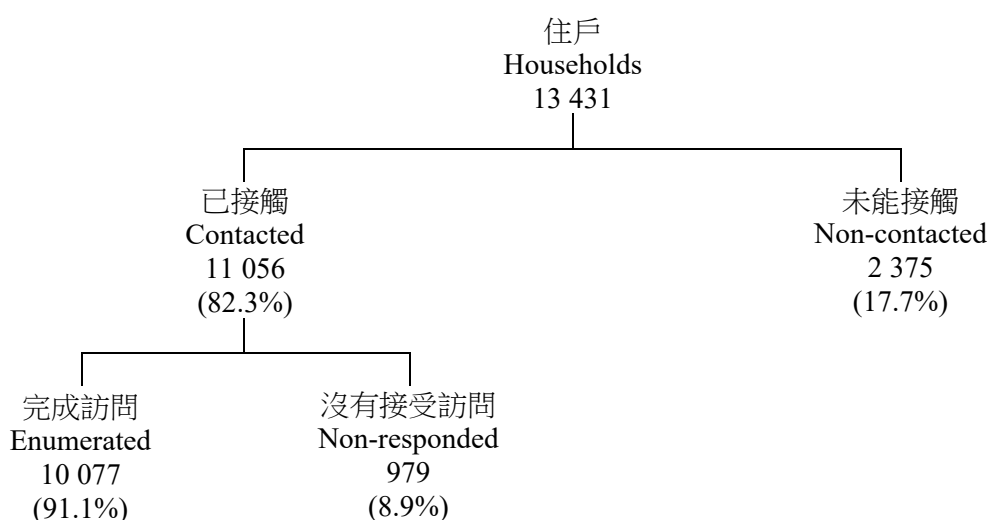 住戶
Households
13 431
已接觸
Contacted
11 056
(82.3%)
未能接觸
Non-contacted
2 375
(17.7%)
完成訪問
Enumerated
10 077
(91.1%)
沒有接受訪問
Non-responded
979
(8.9%)